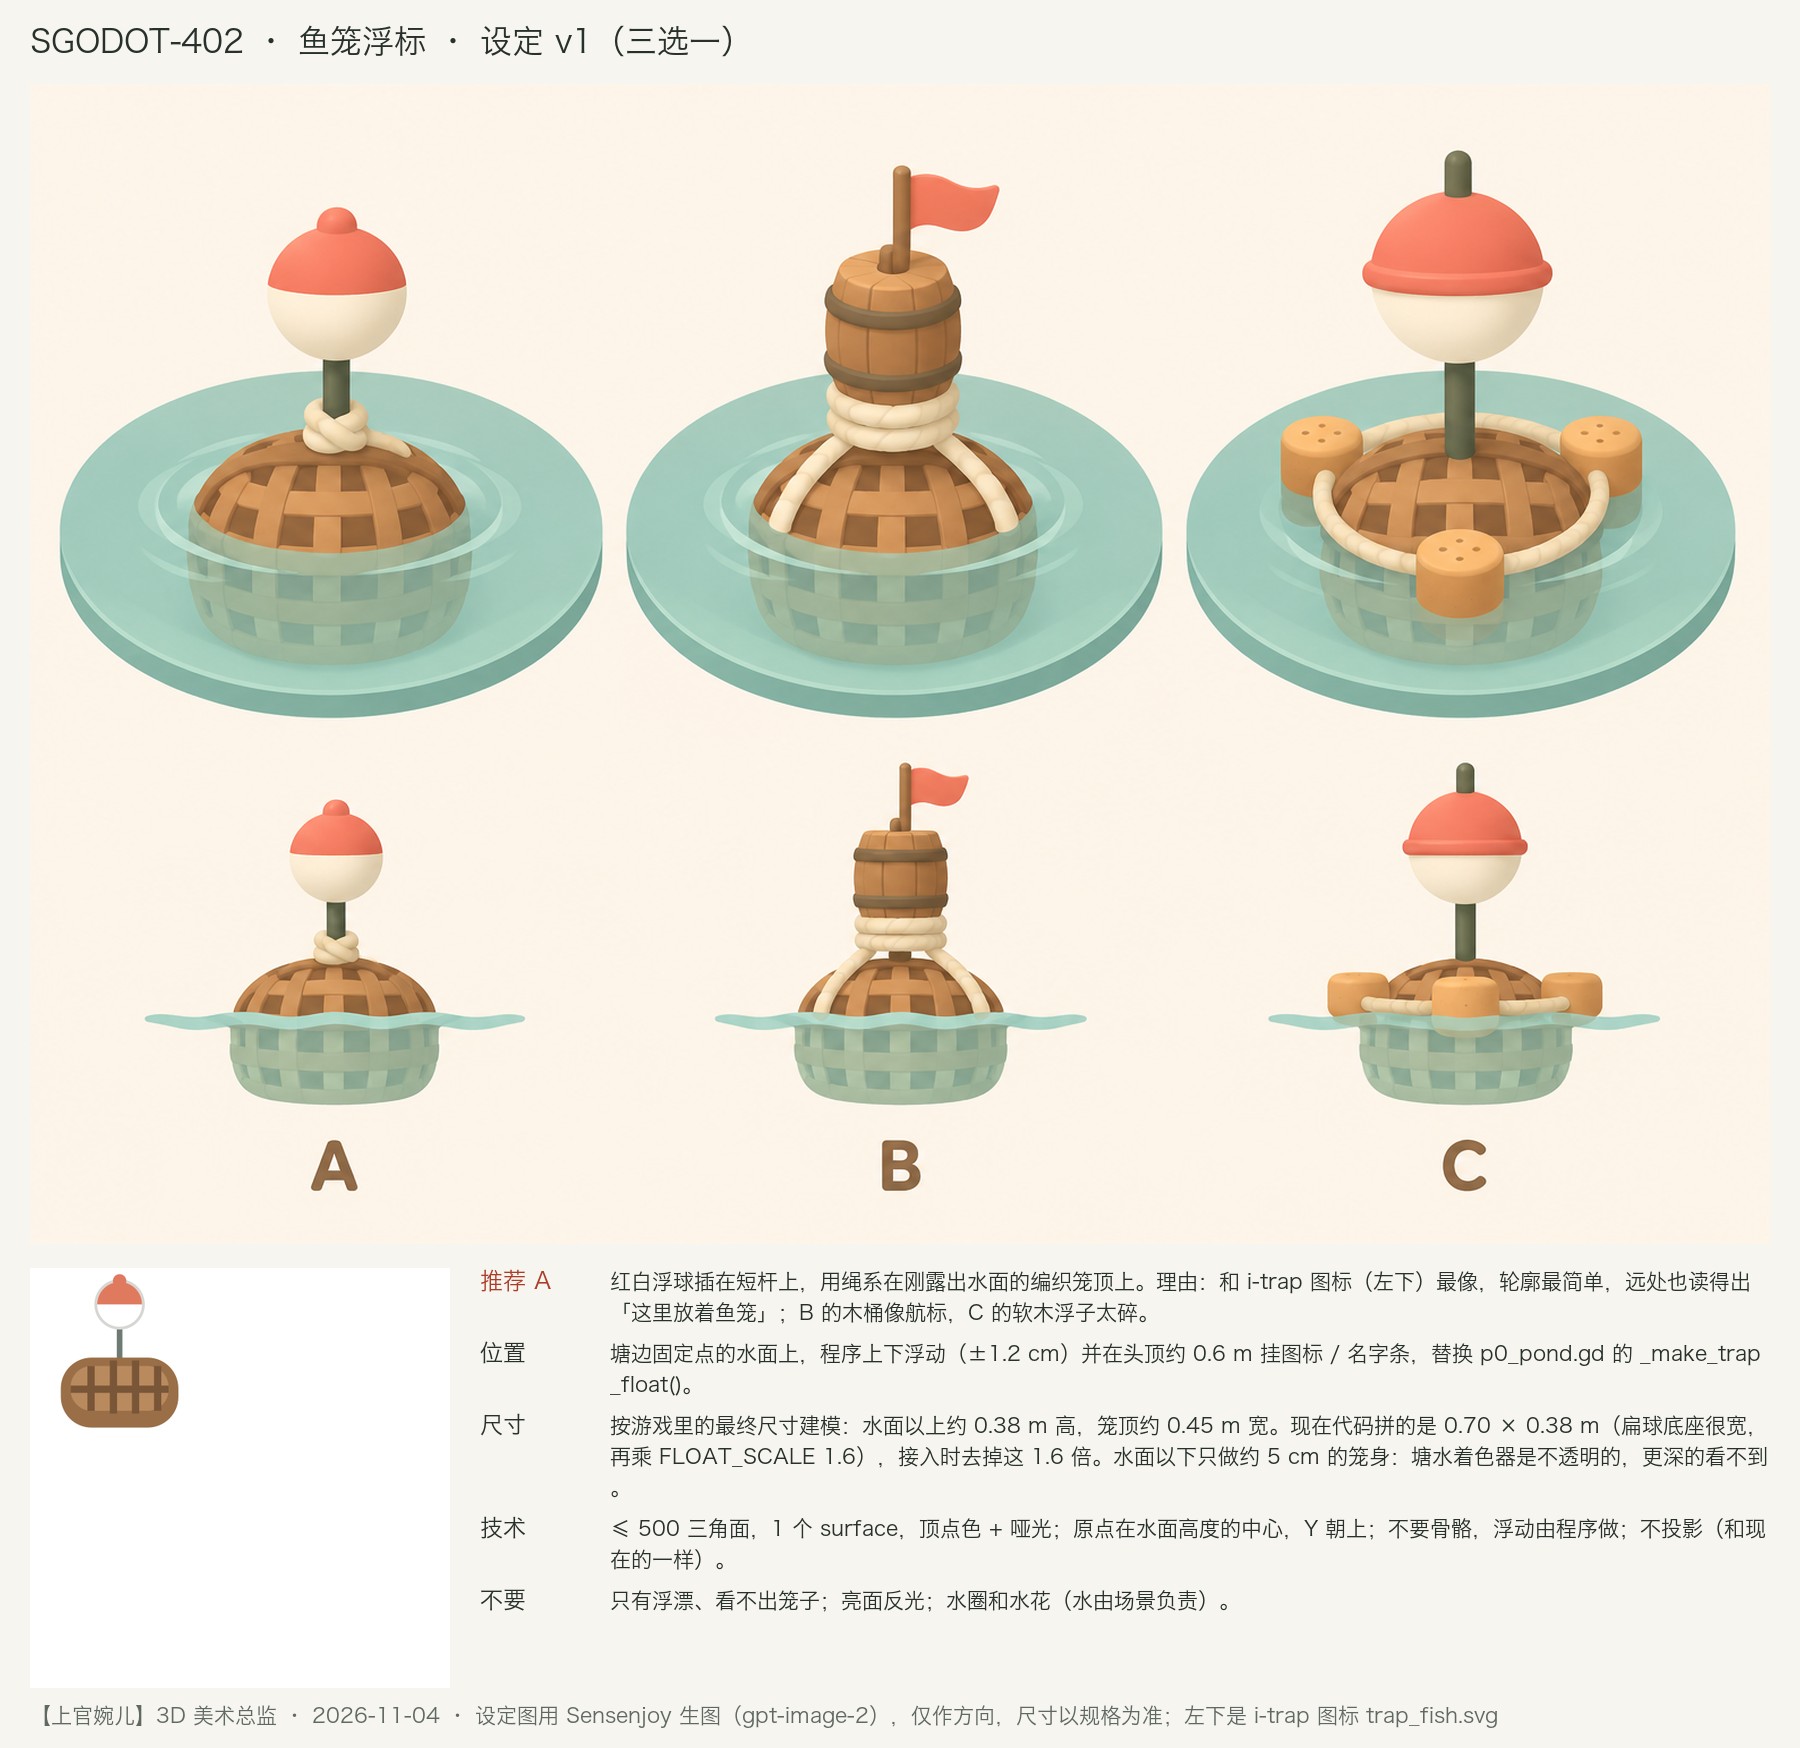 SGODOT-402 · 鱼笼浮标 · 设定 v1（三选一）
A
B
C
推荐 A
红白浮球插在短杆上，用绳系在刚露出水面的编织笼顶上。理由：和 i-trap 图标（左下）最像，轮廓最简单，远处也读得出
「这里放着鱼笼」；B 的木桶像航标，C 的软木浮子太碎。
位置
塘边固定点的水面上，程序上下浮动（±1.2 cm）并在头顶约 0.6 m 挂图标 / 名字条，替换 p0_pond.gd 的 _make_trap
_float()。
尺寸
按游戏里的最终尺寸建模：水面以上约 0.38 m 高，笼顶约 0.45 m 宽。现在代码拼的是 0.70 × 0.38 m（扁球底座很宽，
再乘 FLOAT_SCALE 1.6），接入时去掉这 1.6 倍。水面以下只做约 5 cm 的笼身：塘水着色器是不透明的，更深的看不到
。
技术
≤ 500 三角面，1 个 surface，顶点色 + 哑光；原点在水面高度的中心，Y 朝上；不要骨骼，浮动由程序做；不投影（和现
在的一样）。
不要
只有浮漂、看不出笼子；亮面反光；水圈和水花（水由场景负责）。
【上官婉儿】3D 美术总监 · 2026-11-04 · 设定图用 Sensenjoy 生图（gpt-image-2），仅作方向，尺寸以规格为准；左下是 i-trap 图标 trap_fish.svg